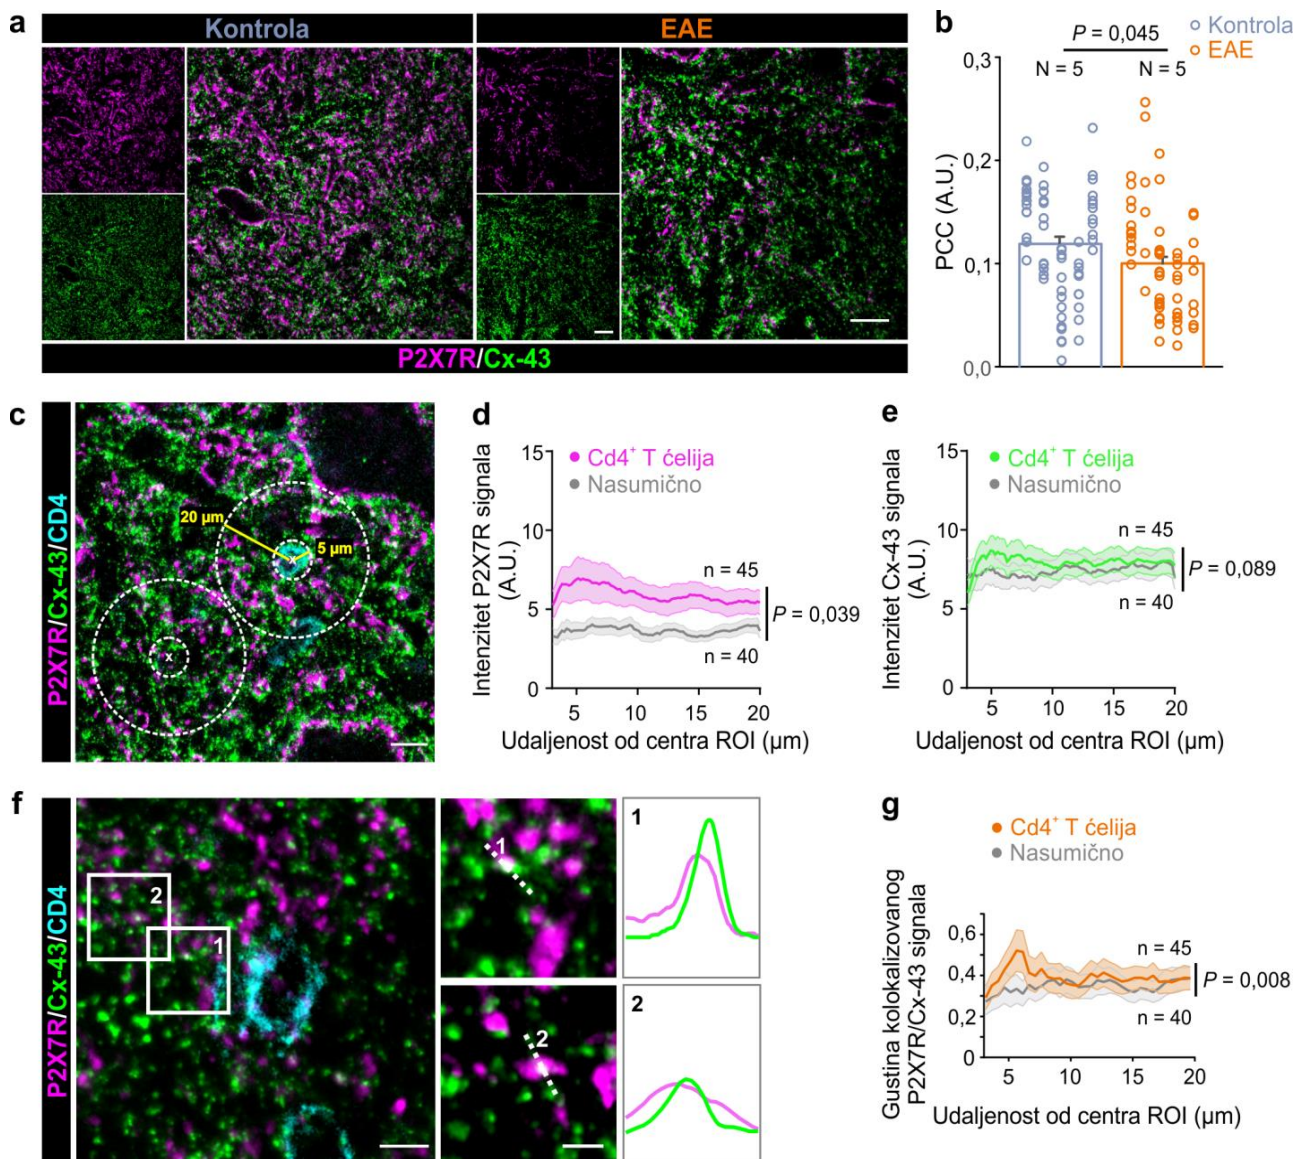 a
Kontrola
EAE
P2X7R/Cx-43
b
Kontrola
EAE
P = 0,045
N = 5
N = 5
0,3
0,2
0,1
0,0
PCC (A.U.)
c
P2X7R/Cx-43/CD4
20 µm
5 µm
x
x
d
Cd4⁺ T ćelija
Nasumično
15
10
5
0
Intenzitet P2X7R signala
(A.U.)
n = 45
n = 40
P = 0,039
5
10
15
20
Udaljenost od centra ROI (µm)
e
Cd4⁺ T ćelija
Nasumično
15
10
5
0
Intenzitet Cx-43 signala
(A.U.)
n = 45
n = 40
P = 0,089
5
10
15
20
Udaljenost od centra ROI (µm)
f
P2X7R/Cx-43/CD4
2
1
1
2
1
2
g
Cd4⁺ T ćelija
Nasumično
0,6
0,4
0,2
0
Gustina kolokalizovanog
P2X7R/Cx-43 signala
n = 45
n = 40
P = 0,008
5
10
15
20
Udaljenost od centra ROI (µm)